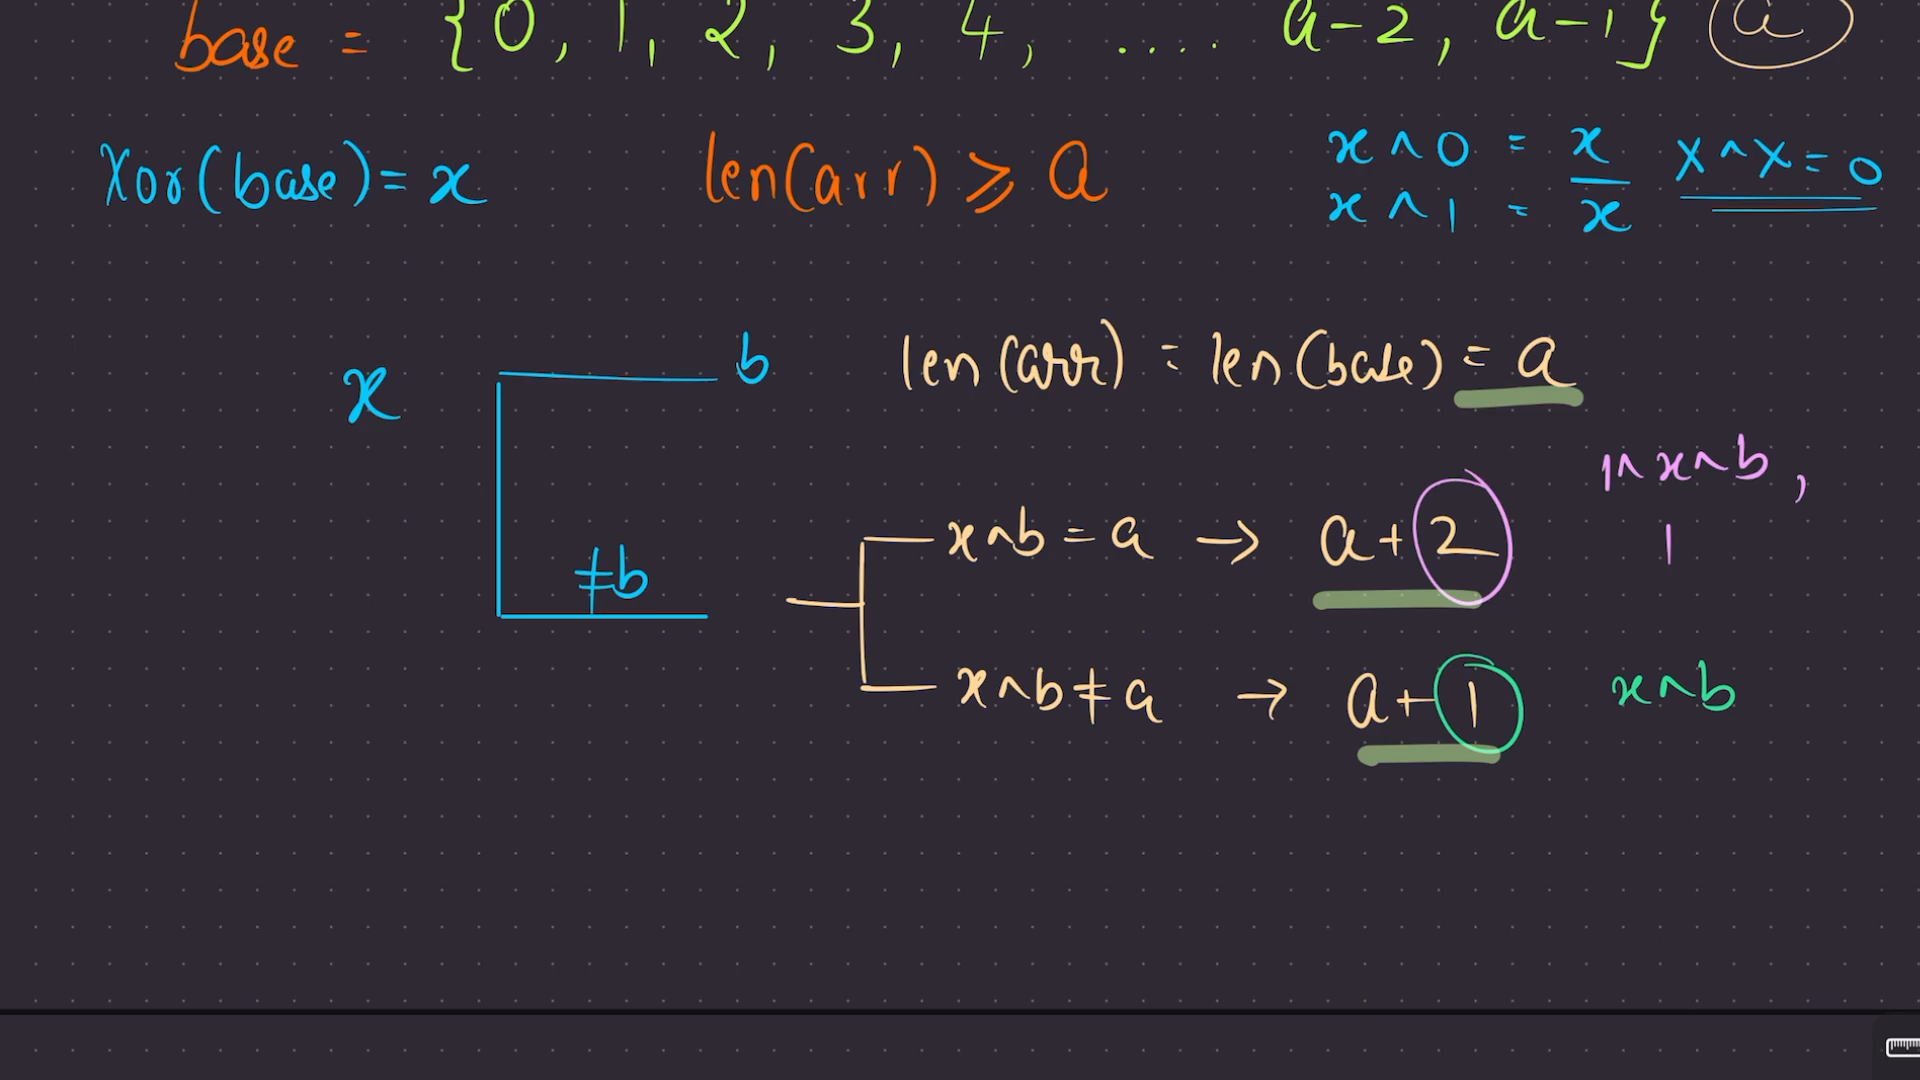 base = {0, 1, 2, 3, 4, .... a-2, a-1} a
Xor(base)= x
len(arr) ⩾ a
x ^ 0 = x
x ^ 1 = x
X^X=0
x
b
≠b
len(arr) = len(base) = a
x^b = a → a+2
1^x^b,
1
x^b≠a → a+1
x^b